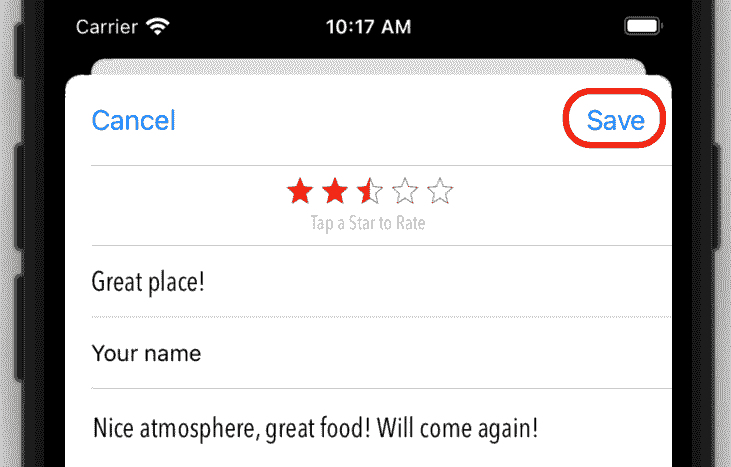 Carrier 10:17 AM
Cancel Save
Tap a Star to Rate
Great place!
Your name
Nice atmosphere, great food! Will come again!